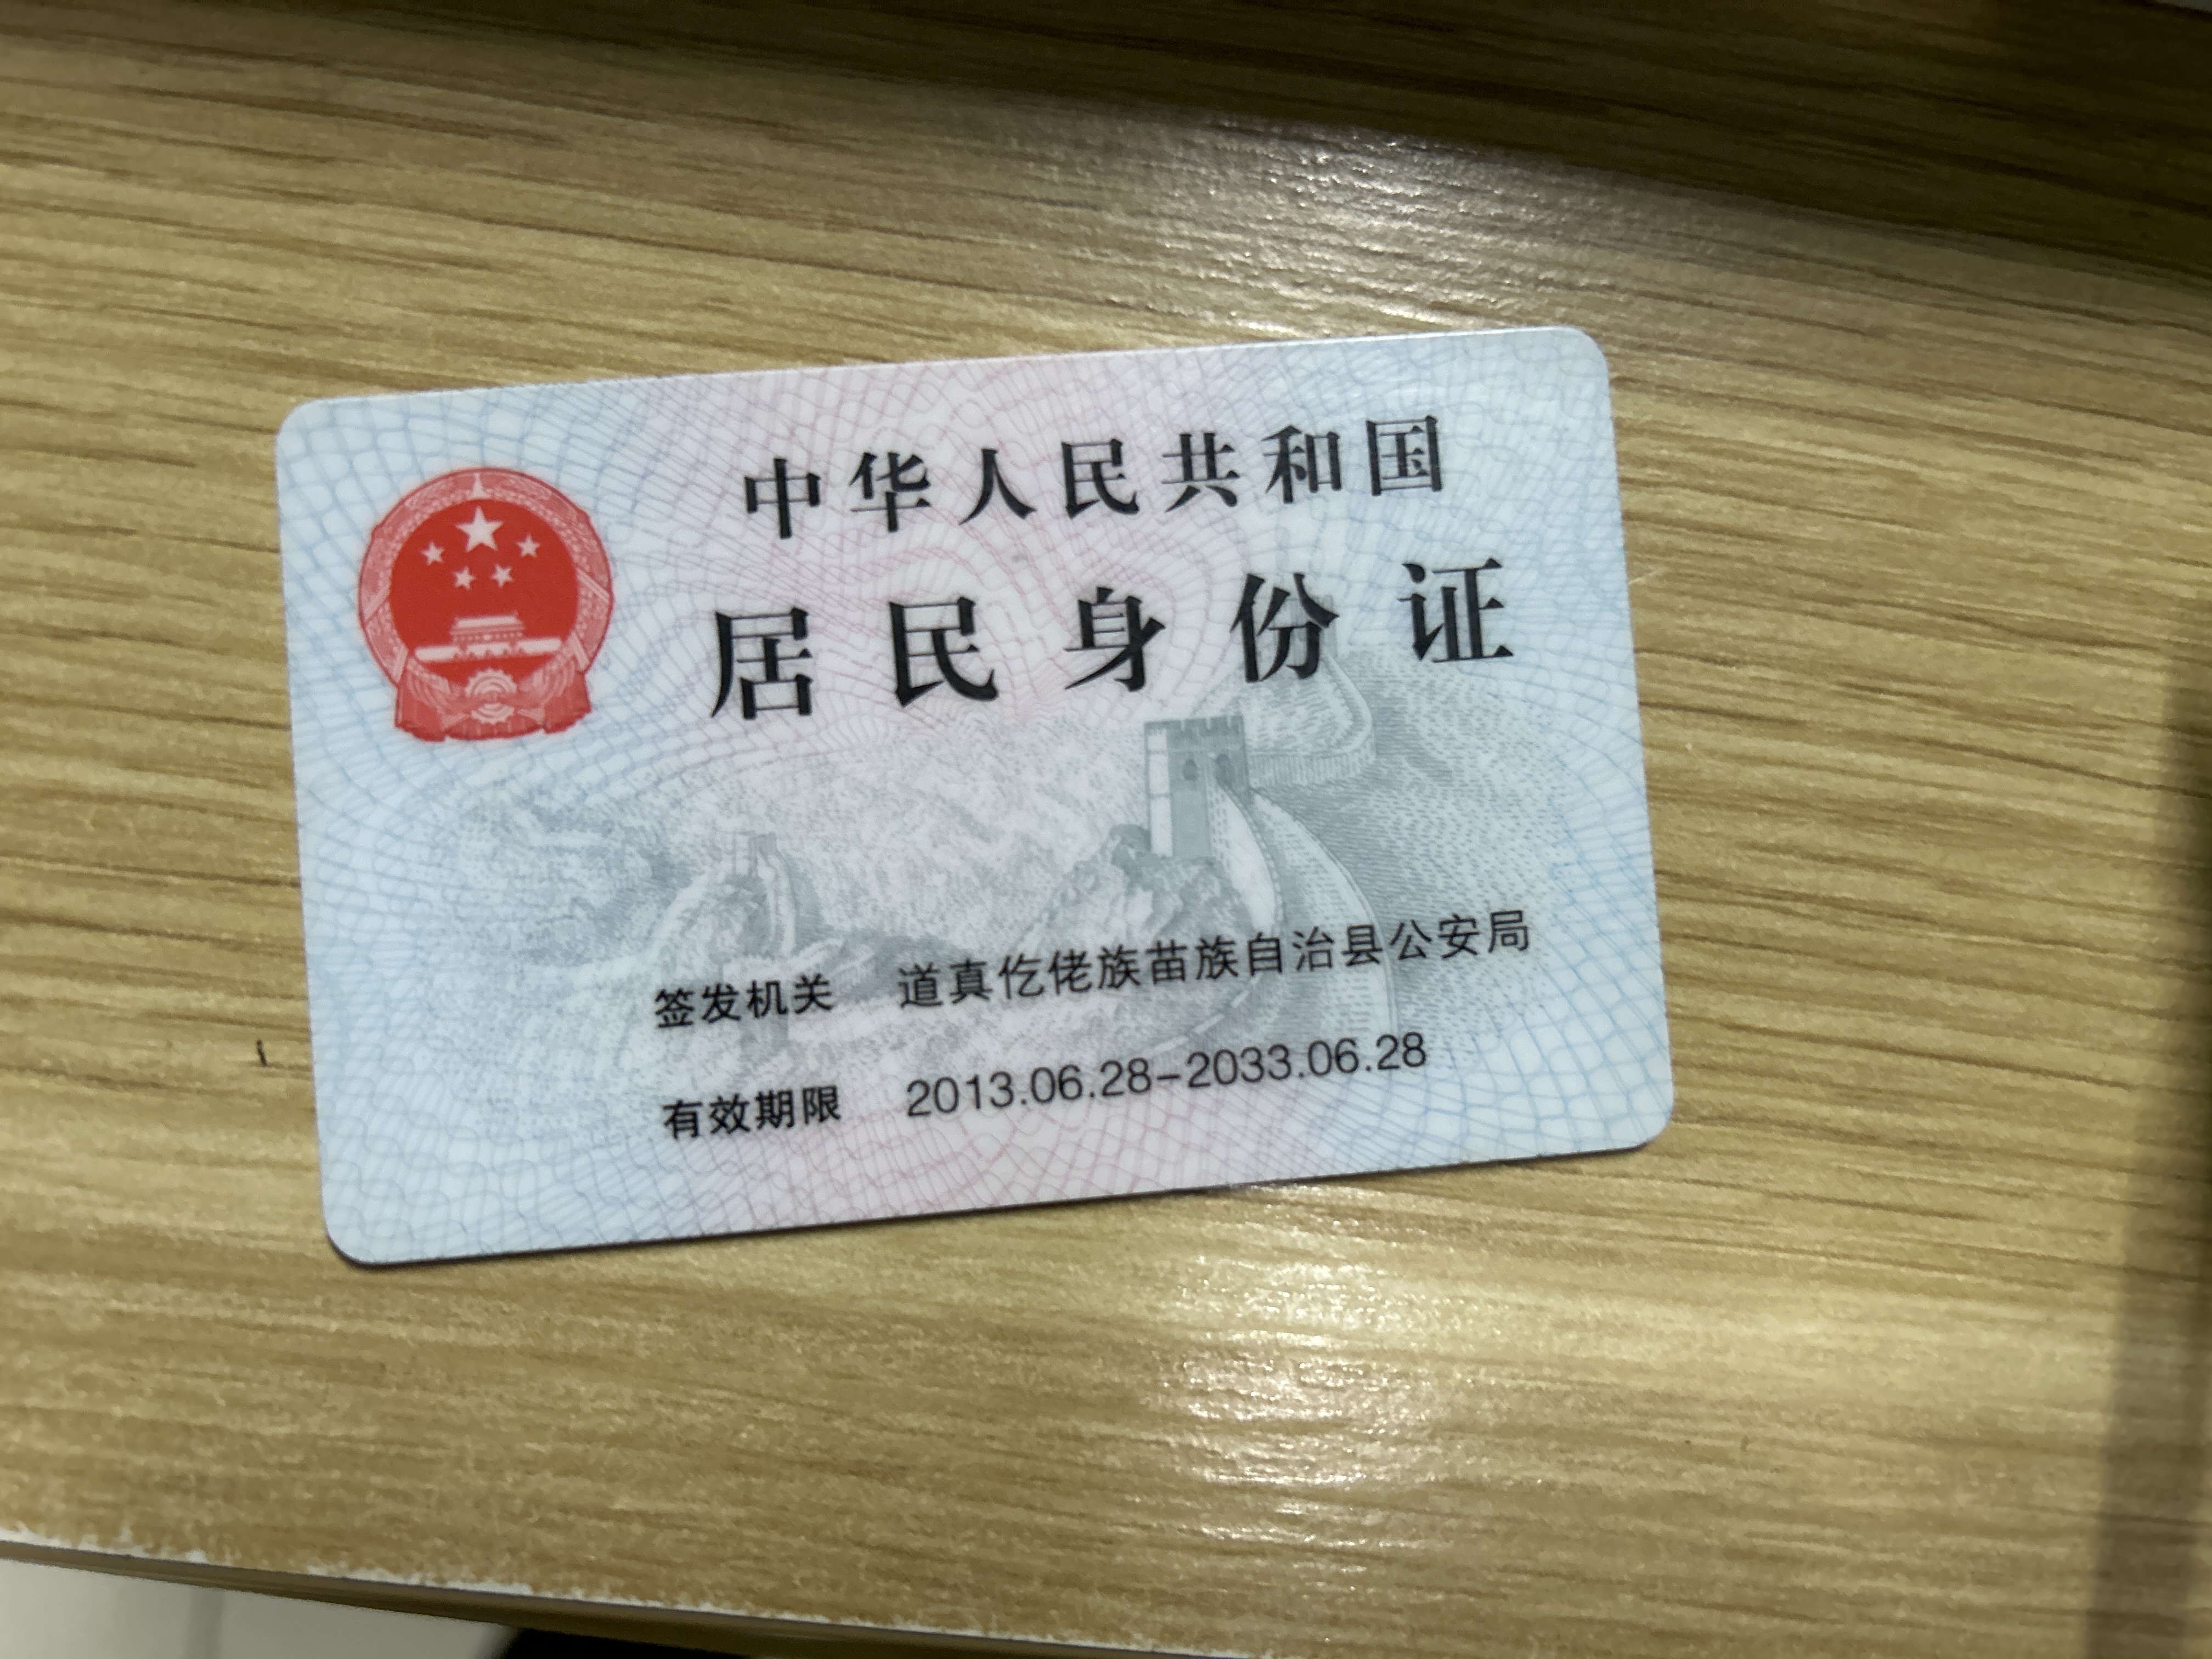 中华人民共和国
居民身份证
签发机关 道真仡佬族苗族自治县公安局
有效期限 2013.06.28-2033.06.28